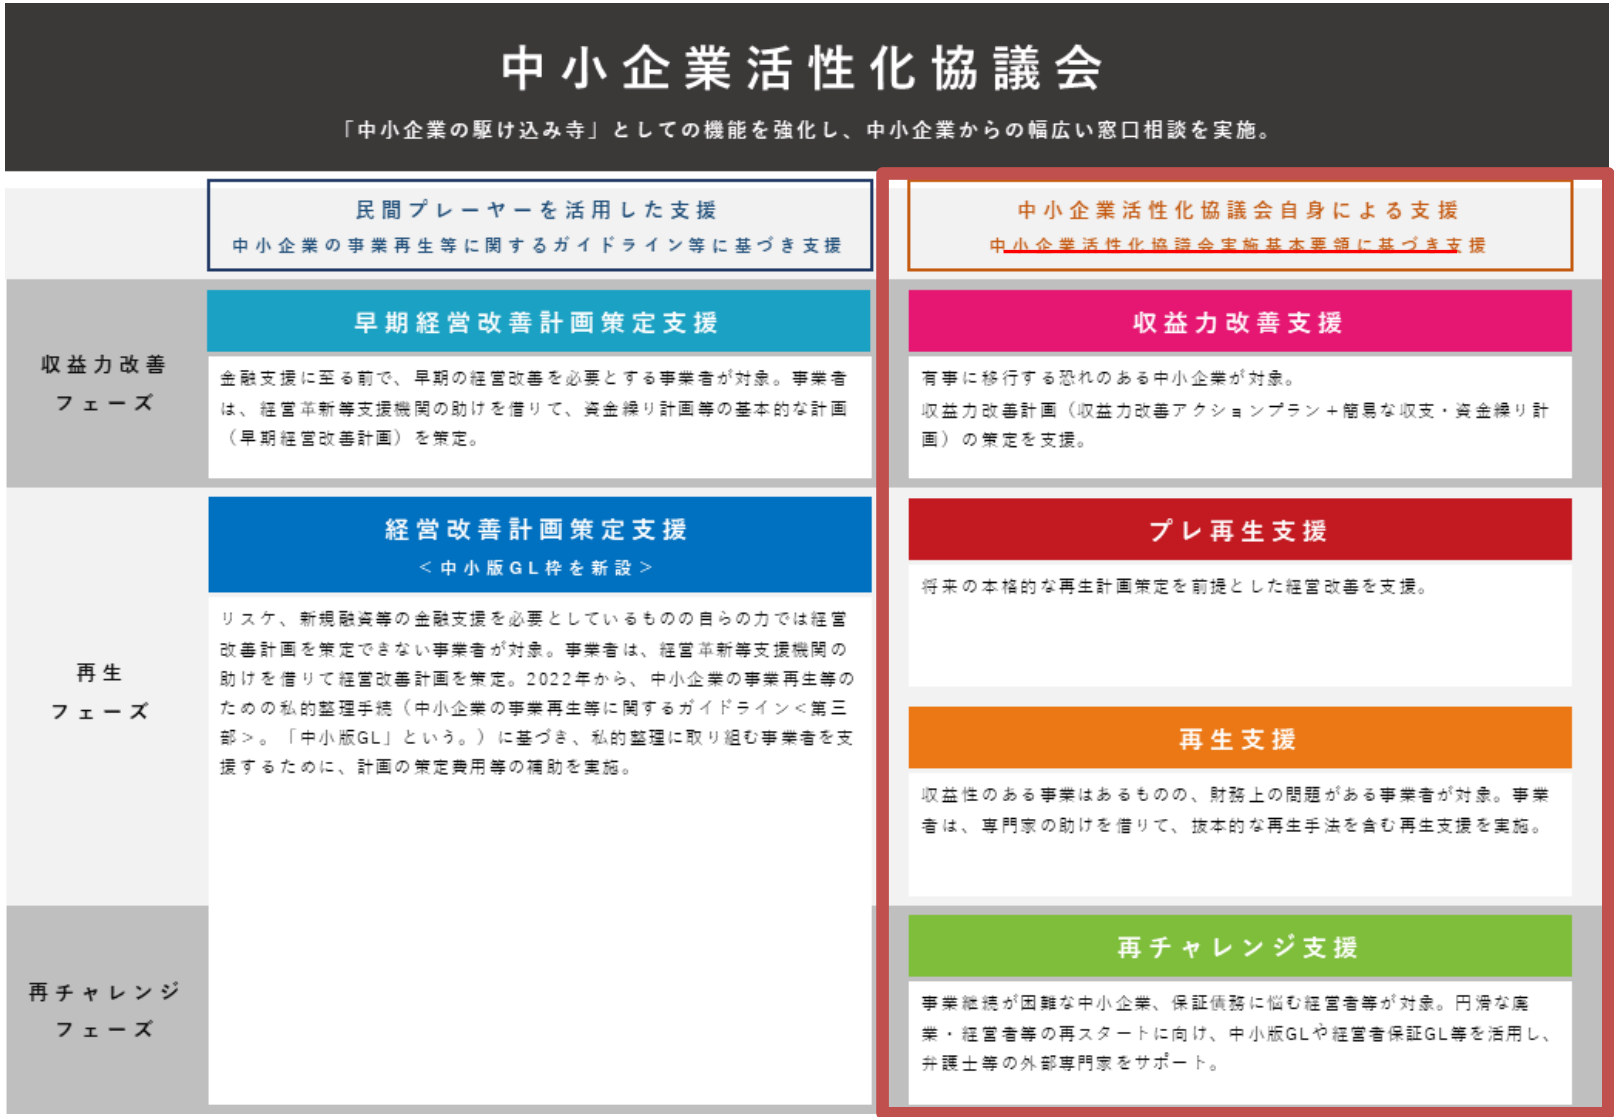 中小企業活性化協議会
「中小企業の駆け込み寺」としての機能を強化し、中小企業からの幅広い窓口相談を実施。
民間プレーヤーを活用した支援
中小企業の事業再生等に関するガイドライン等に基づき支援
中小企業活性化協議会自身による支援
中小企業活性化協議会実施基本要領に基づき支援
収益力改善
フェーズ
早期経営改善計画策定支援
金融支援に至る前で、早期の経営改善を必要とする事業者が対象。事業者
は、経営革新等支援機関の助けを借りて、資金繰り計画等の基本的な計画
（早期経営改善計画）を策定。
収益力改善支援
有事に移行する恐れのある中小企業が対象。
収益力改善計画（収益力改善アクションプラン＋簡易な収支・資金繰り計
画）の策定を支援。
再生
フェーズ
経営改善計画策定支援
＜中小版GL枠を新設＞
リスケ、新規融資等の金融支援を必要としているものの自らの力では経営
改善計画を策定できない事業者が対象。事業者は、経営革新等支援機関の
助けを借りて経営改善計画を策定。2022年から、中小企業の事業再生等の
ための私的整理手続（中小企業の事業再生等に関するガイドライン＜第三
部＞。「中小版GL」という。）に基づき、私的整理に取り組む事業者を支
援するために、計画の策定費用等の補助を実施。
プレ再生支援
将来の本格的な再生計画策定を前提とした経営改善を支援。
再生支援
収益性のある事業はあるものの、財務上の問題がある事業者が対象。事業
者は、専門家の助けを借りて、抜本的な再生手法を含む再生支援を実施。
再チャレンジ
フェーズ
再チャレンジ支援
事業継続が困難な中小企業、保証債務に悩む経営者等が対象。円滑な廃
業・経営者等の再スタートに向け、中小版GLや経営者保証GL等を活用し、
弁護士等の外部専門家をサポート。